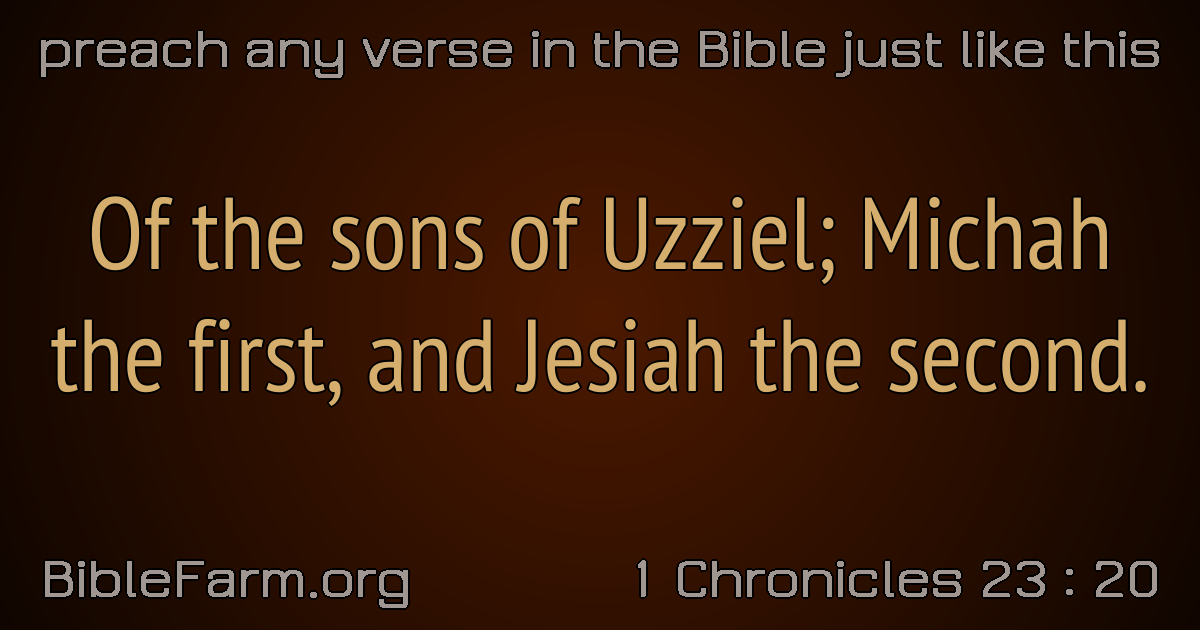 preach any verse in the Bible just like this
Of the sons of Uzziel; Michah
the first, and Jesiah the second.
BibleFarm.org
1 Chronicles 23 : 20